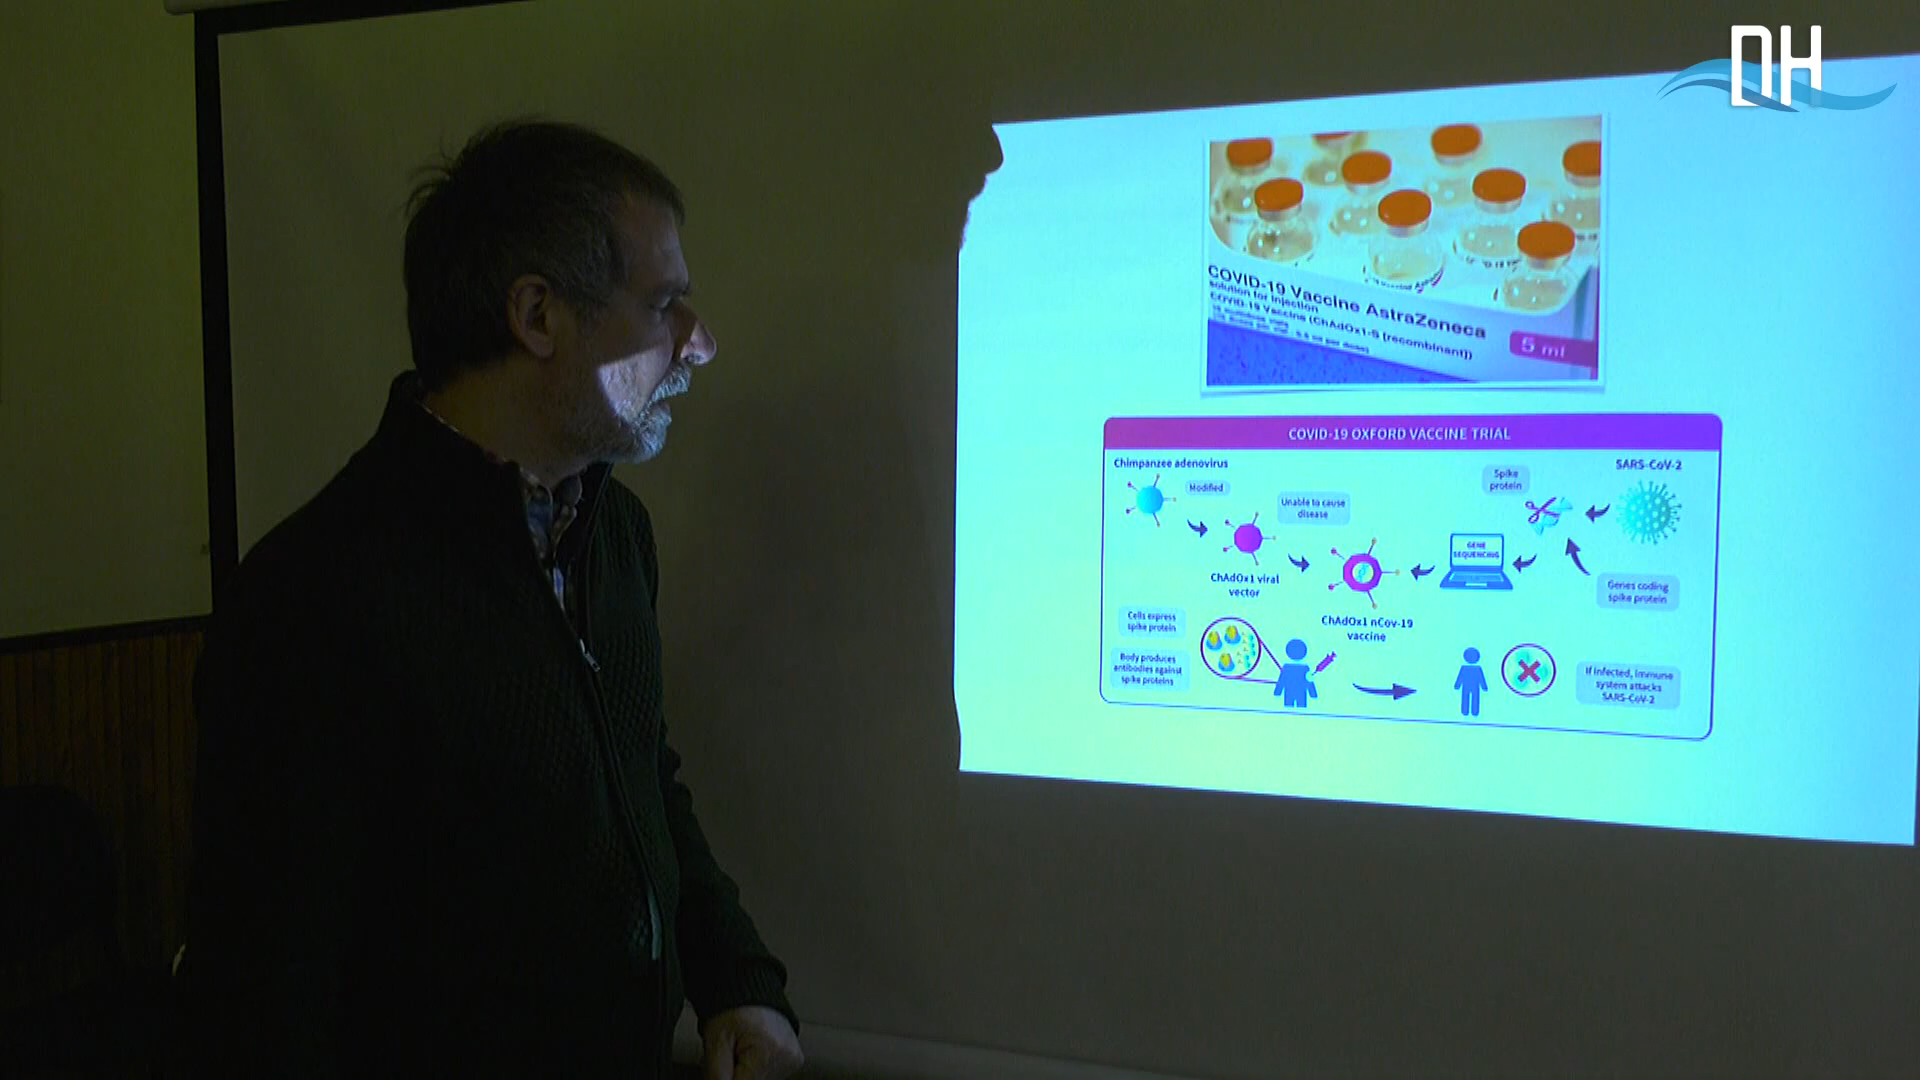 DH
COVID-19 Vaccine AstraZeneca
solution for injection
COVID-19 Vaccine (ChAdOx1-S [recombinant])
5 ml
COVID-19 OXFORD VACCINE TRIAL
Chimpanzee adenovirus
Modified
Unable to cause
disease
ChAdOx1 viral
vector
Spike
protein
SARS-CoV-2
GENE
SEQUENCING
Genes coding
spike protein
ChAdOx1 nCov-19
vaccine
Cells express
spike protein
Body produces
antibodies against
spike proteins
If infected, immune
system attacks
SARS-CoV-2